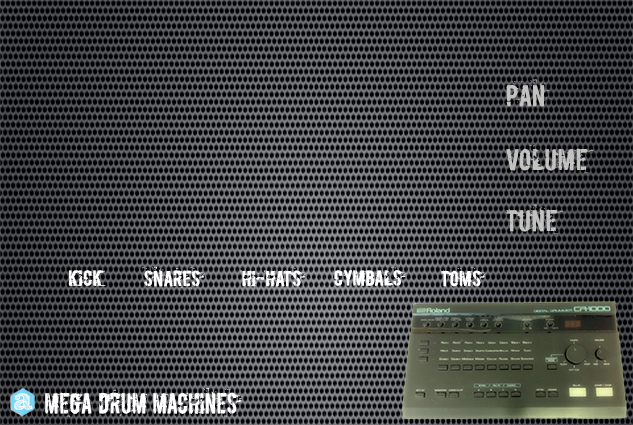 PAN
VOLUME
TUNE
KICK SNARES HI-HATS CYMBALS TOMS
Roland CR-1000
MEGA DRUM MACHINES